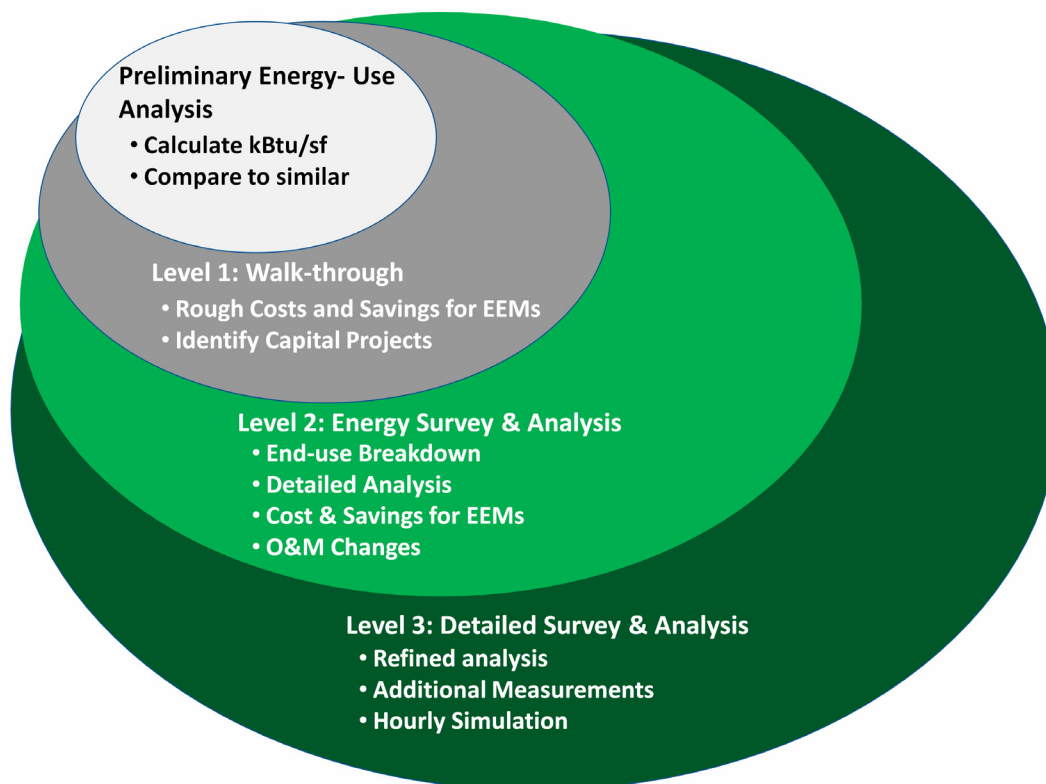 Preliminary Energy- Use
Analysis
• Calculate kBtu/sf
• Compare to similar
Level 1: Walk-through
• Rough Costs and Savings for EEMs
• Identify Capital Projects
Level 2: Energy Survey & Analysis
• End-use Breakdown
• Detailed Analysis
• Cost & Savings for EEMs
• O&M Changes
Level 3: Detailed Survey & Analysis
• Refined analysis
• Additional Measurements
• Hourly Simulation